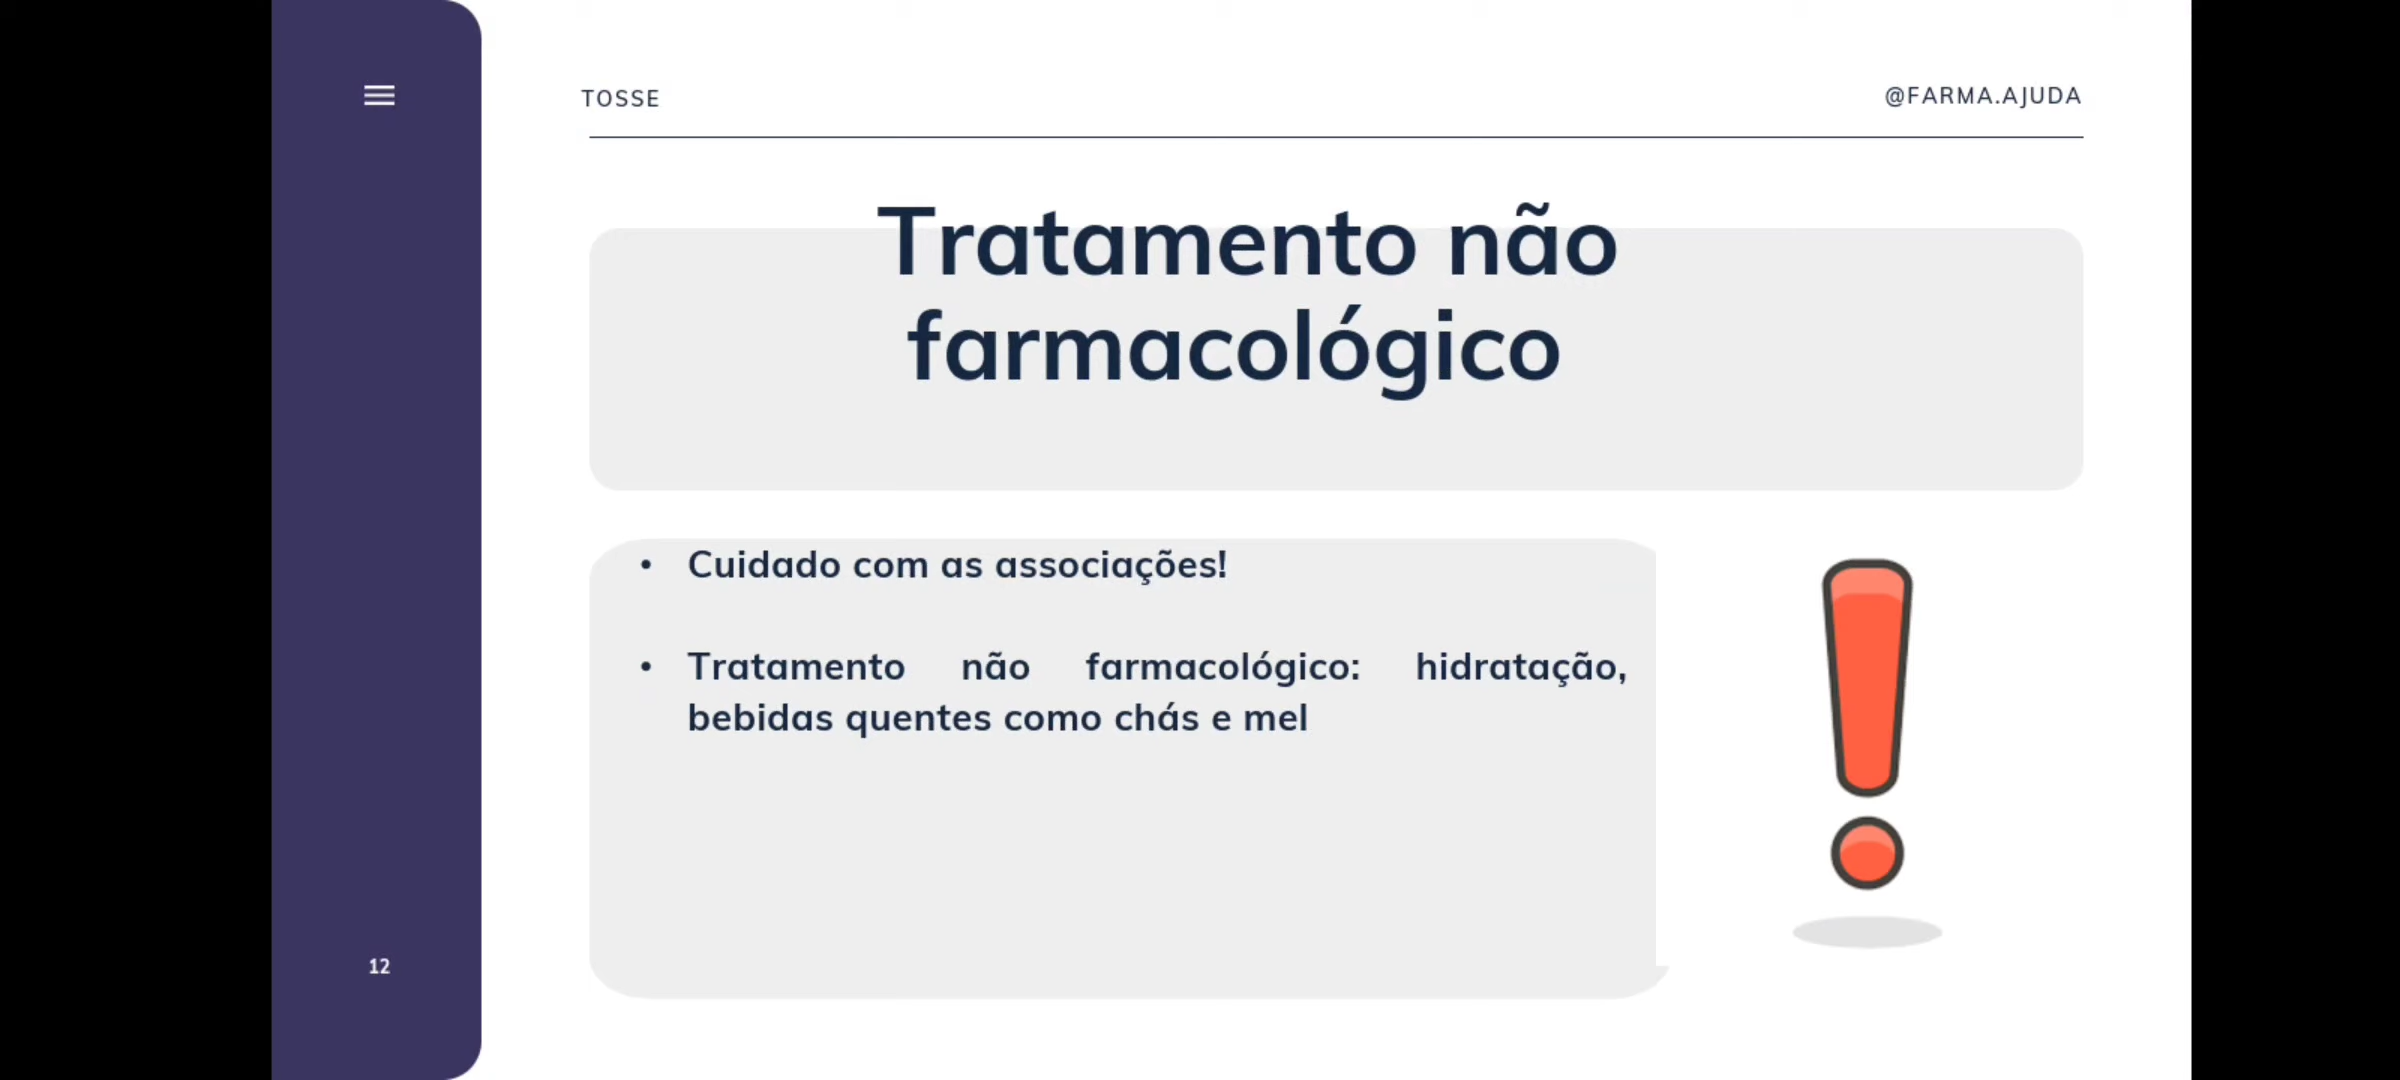 TOSSE
@FARMA.AJUDA
Tratamento não
farmacológico
• Cuidado com as associações!
• Tratamento não farmacológico: hidratação,
bebidas quentes como chás e mel
12